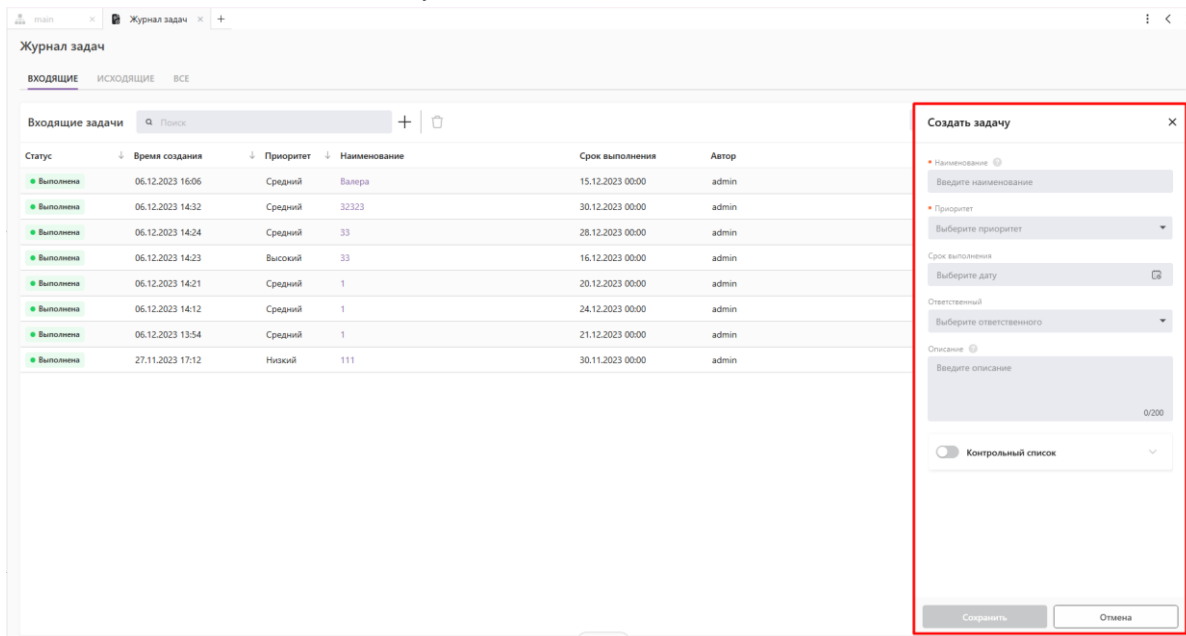 main
Журнал задач
Журнал задач
ВХОДЯЩИЕ ИСХОДЯЩИЕ ВСЕ
Входящие задачи Поиск
Статус Время создания Приоритет Наименование Срок выполнения Автор
Выполнена 06.12.2023 16:06 Средний Валера 15.12.2023 00:00 admin
Выполнена 06.12.2023 14:32 Средний 32323 30.12.2023 00:00 admin
Выполнена 06.12.2023 14:24 Средний 33 28.12.2023 00:00 admin
Выполнена 06.12.2023 14:23 Высокий 33 16.12.2023 00:00 admin
Выполнена 06.12.2023 14:21 Средний 1 20.12.2023 00:00 admin
Выполнена 06.12.2023 14:12 Средний 1 24.12.2023 00:00 admin
Выполнена 06.12.2023 13:54 Средний 1 21.12.2023 00:00 admin
Выполнена 27.11.2023 17:12 Низкий 111 30.11.2023 00:00 admin
Создать задачу
* Наименование
Введите наименование
* Приоритет
Выберите приоритет
Срок выполнения
Выберите дату
Ответственный
Выберите ответственного
Описание
Введите описание
0/200
Контрольный список
Сохранить Отмена